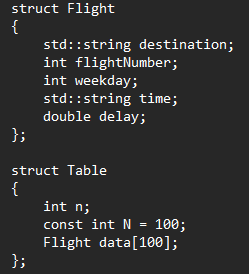 struct Flight
{
    std::string destination;
    int flightNumber;
    int weekday;
    std::string time;
    double delay;
};

struct Table
{
    int n;
    const int N = 100;
    Flight data[100];
};